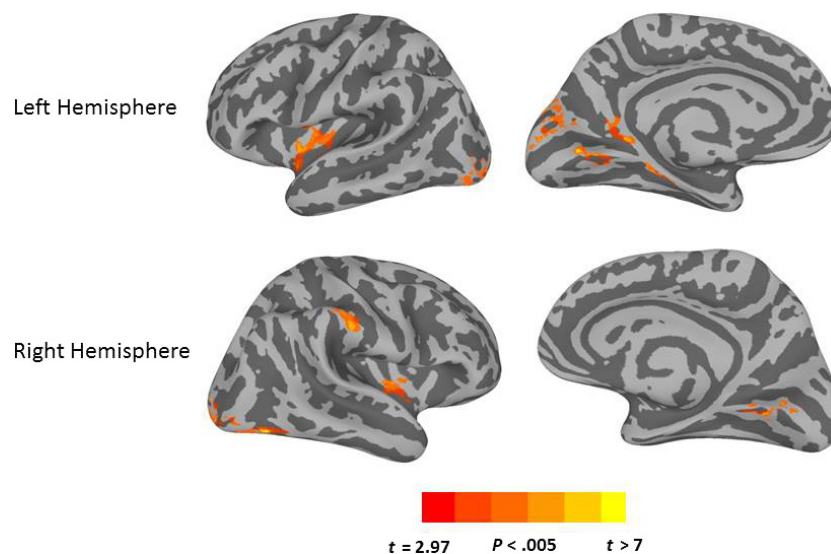 Left Hemisphere
Right Hemisphere
t = 2.97 P < .005 t > 7